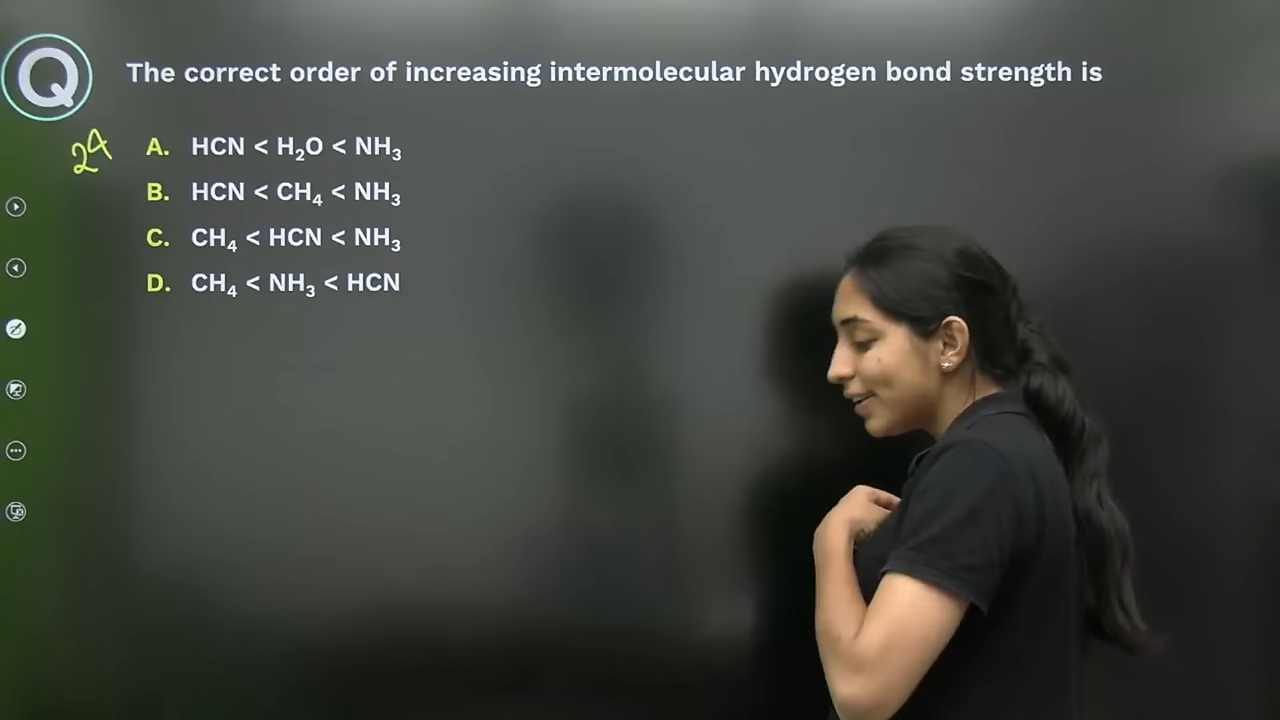 Q
The correct order of increasing intermolecular hydrogen bond strength is
24
A. HCN < H₂O < NH₃
B. HCN < CH₄ < NH₃
C. CH₄ < HCN < NH₃
D. CH₄ < NH₃ < HCN